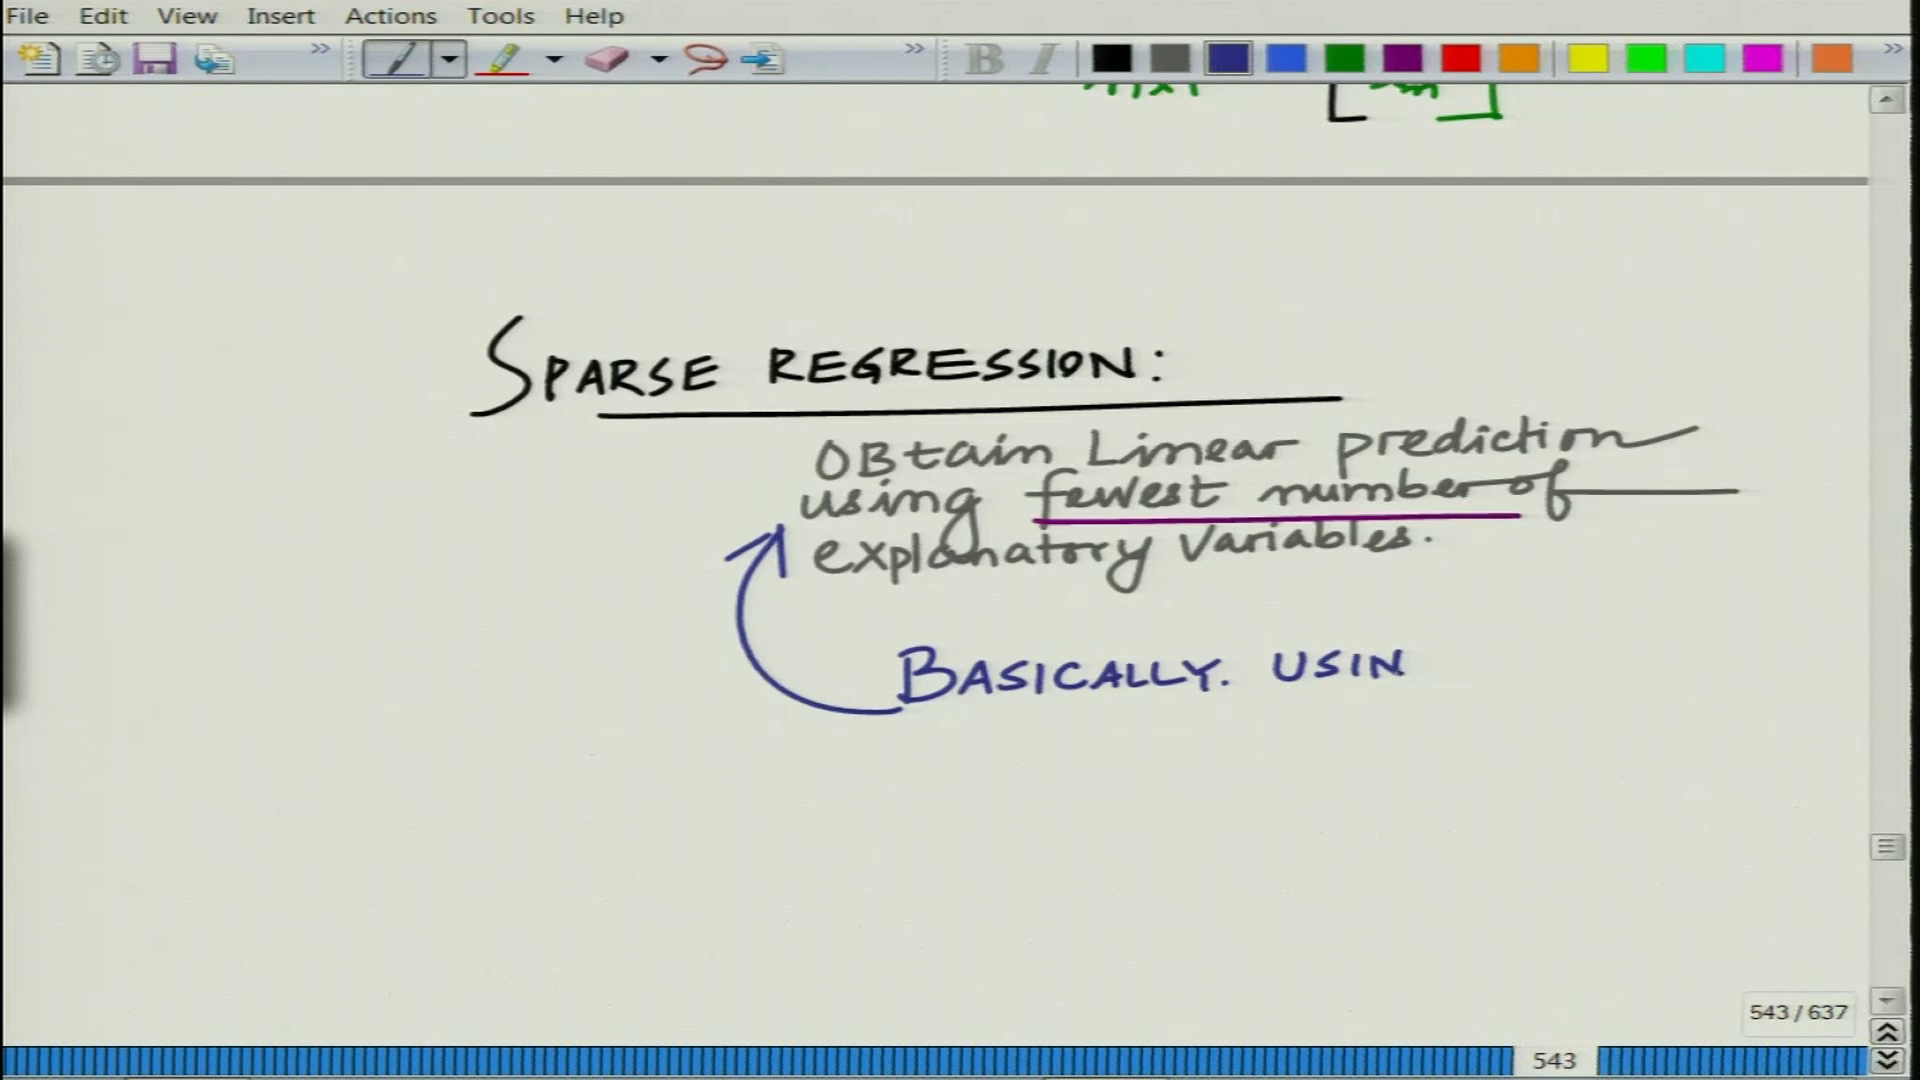 File Edit View Insert Actions Tools Help
B I
SPARSE REGRESSION:
OBtain Linear prediction
using fewest number of
explanatory variables.
BASICALLY. USIN
543 / 637
543